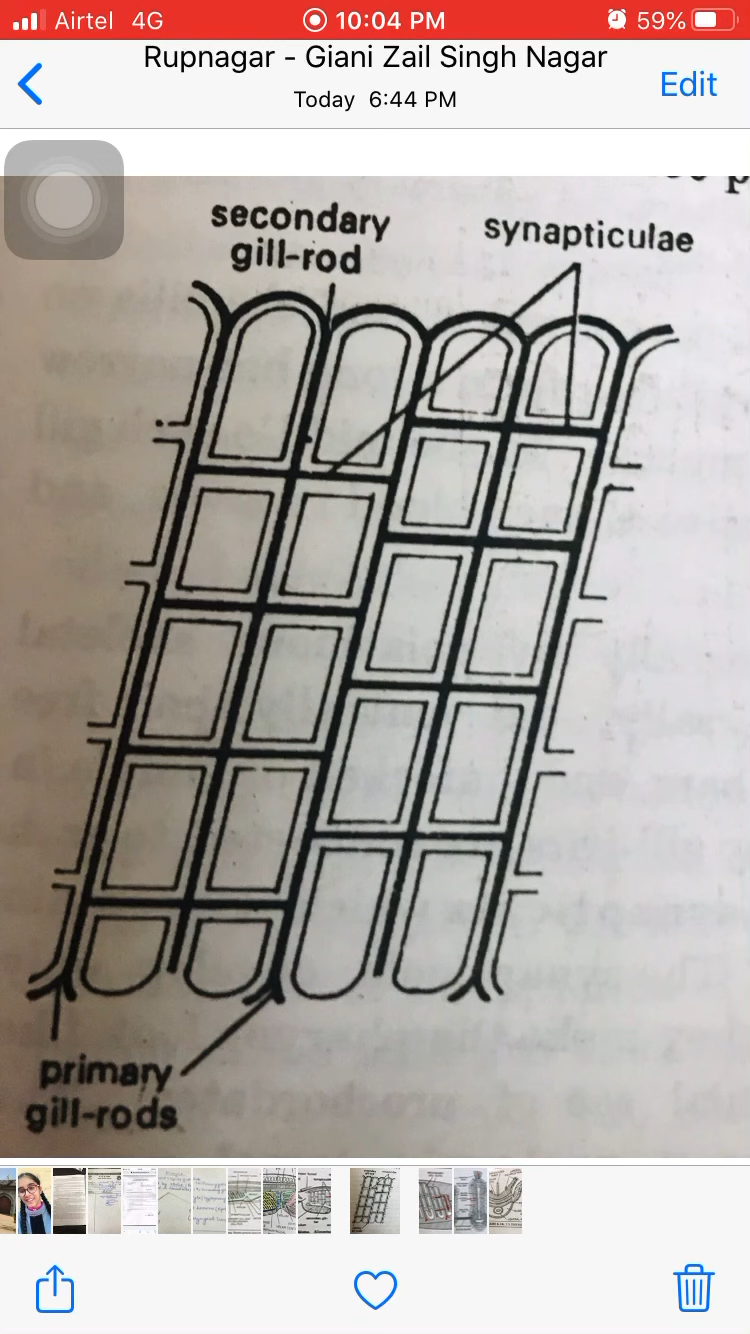 Airtel 4G 10:04 PM 59%
Rupnagar - Giani Zail Singh Nagar
Today 6:44 PM
Edit
secondary
gill-rod
synapticulae
primary
gill-rods